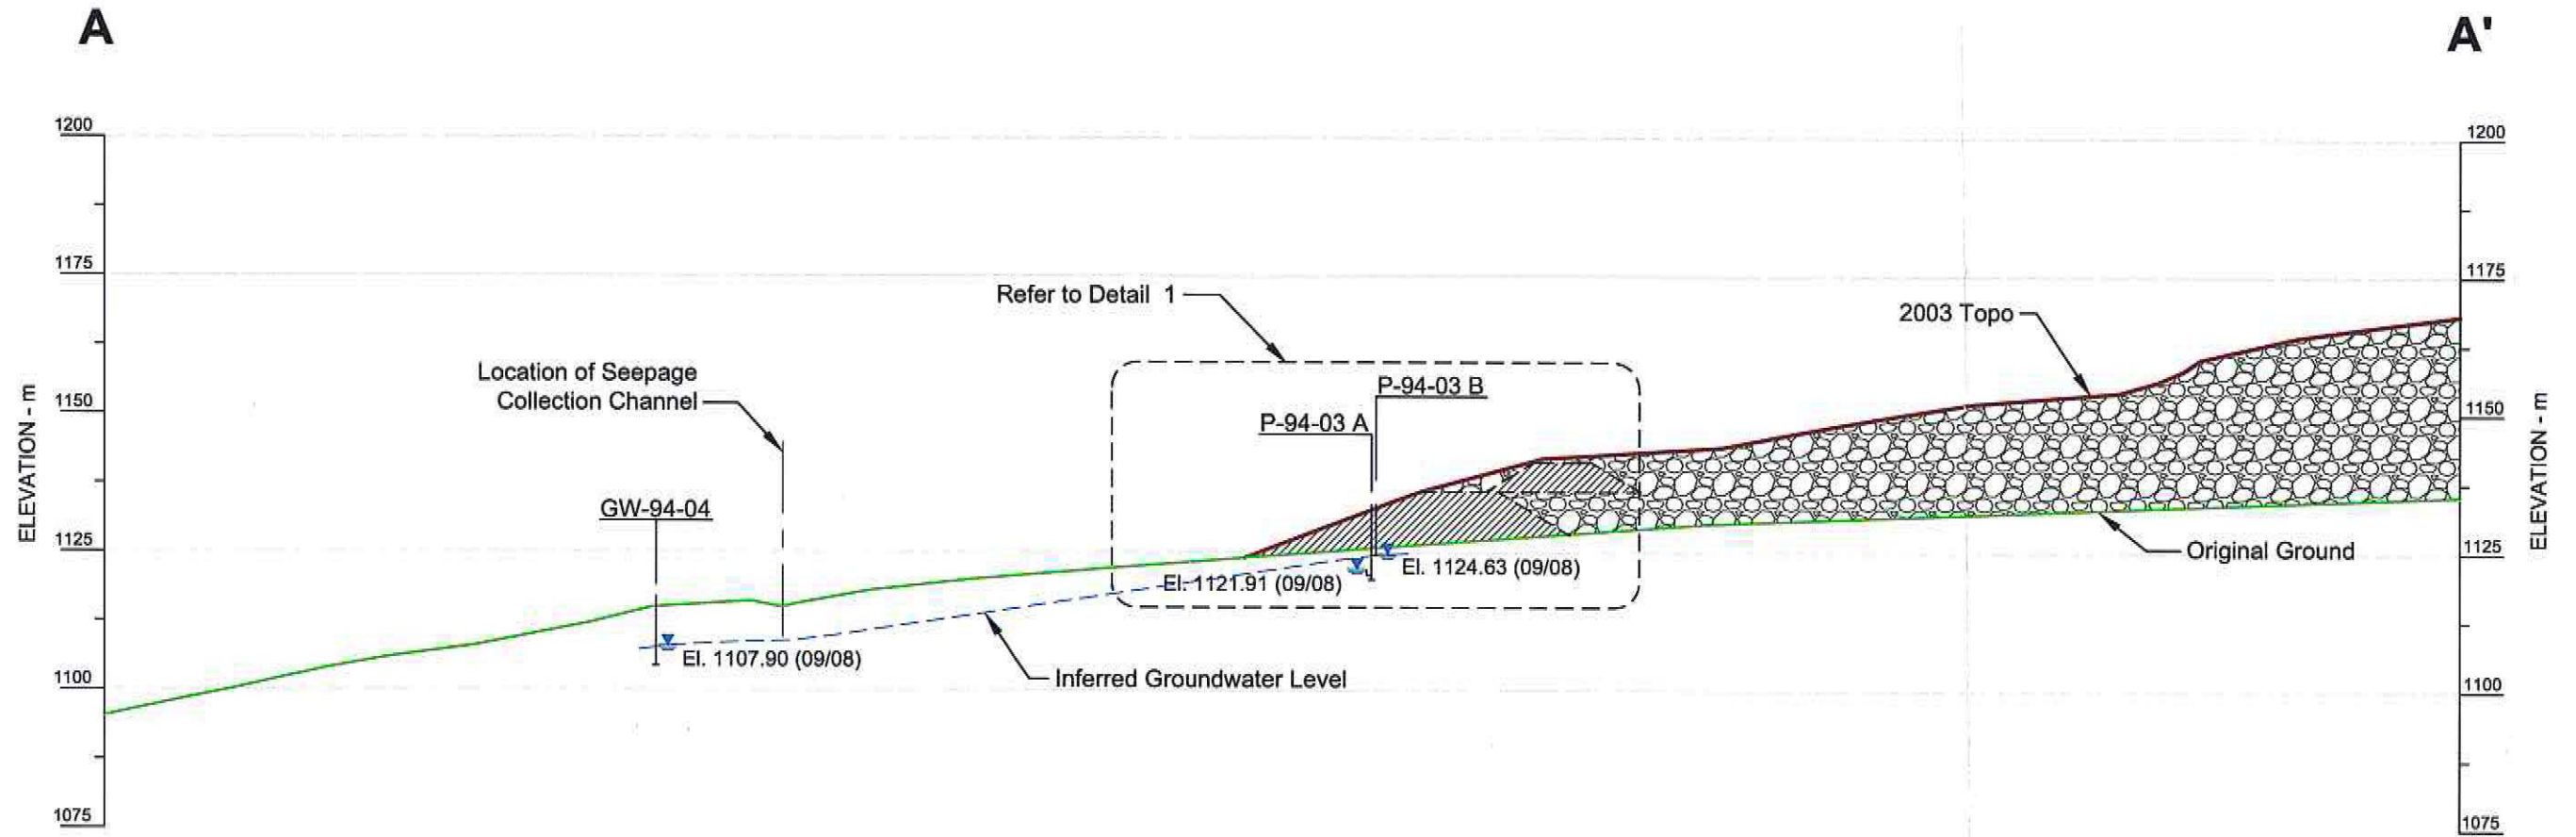 A
A'
1200
1200
1175
1175
Refer to Detail 1
2003 Topo
Location of Seepage
Collection Channel
P-94-03 B
P-94-03 A
1150
1150
ELEVATION - m
ELEVATION - m
GW-94-04
1125
1125
Original Ground
El. 1124.63 (09/08)
El. 1121.91 (09/08)
El. 1107.90 (09/08)
Inferred Groundwater Level
1100
1100
1075
1075